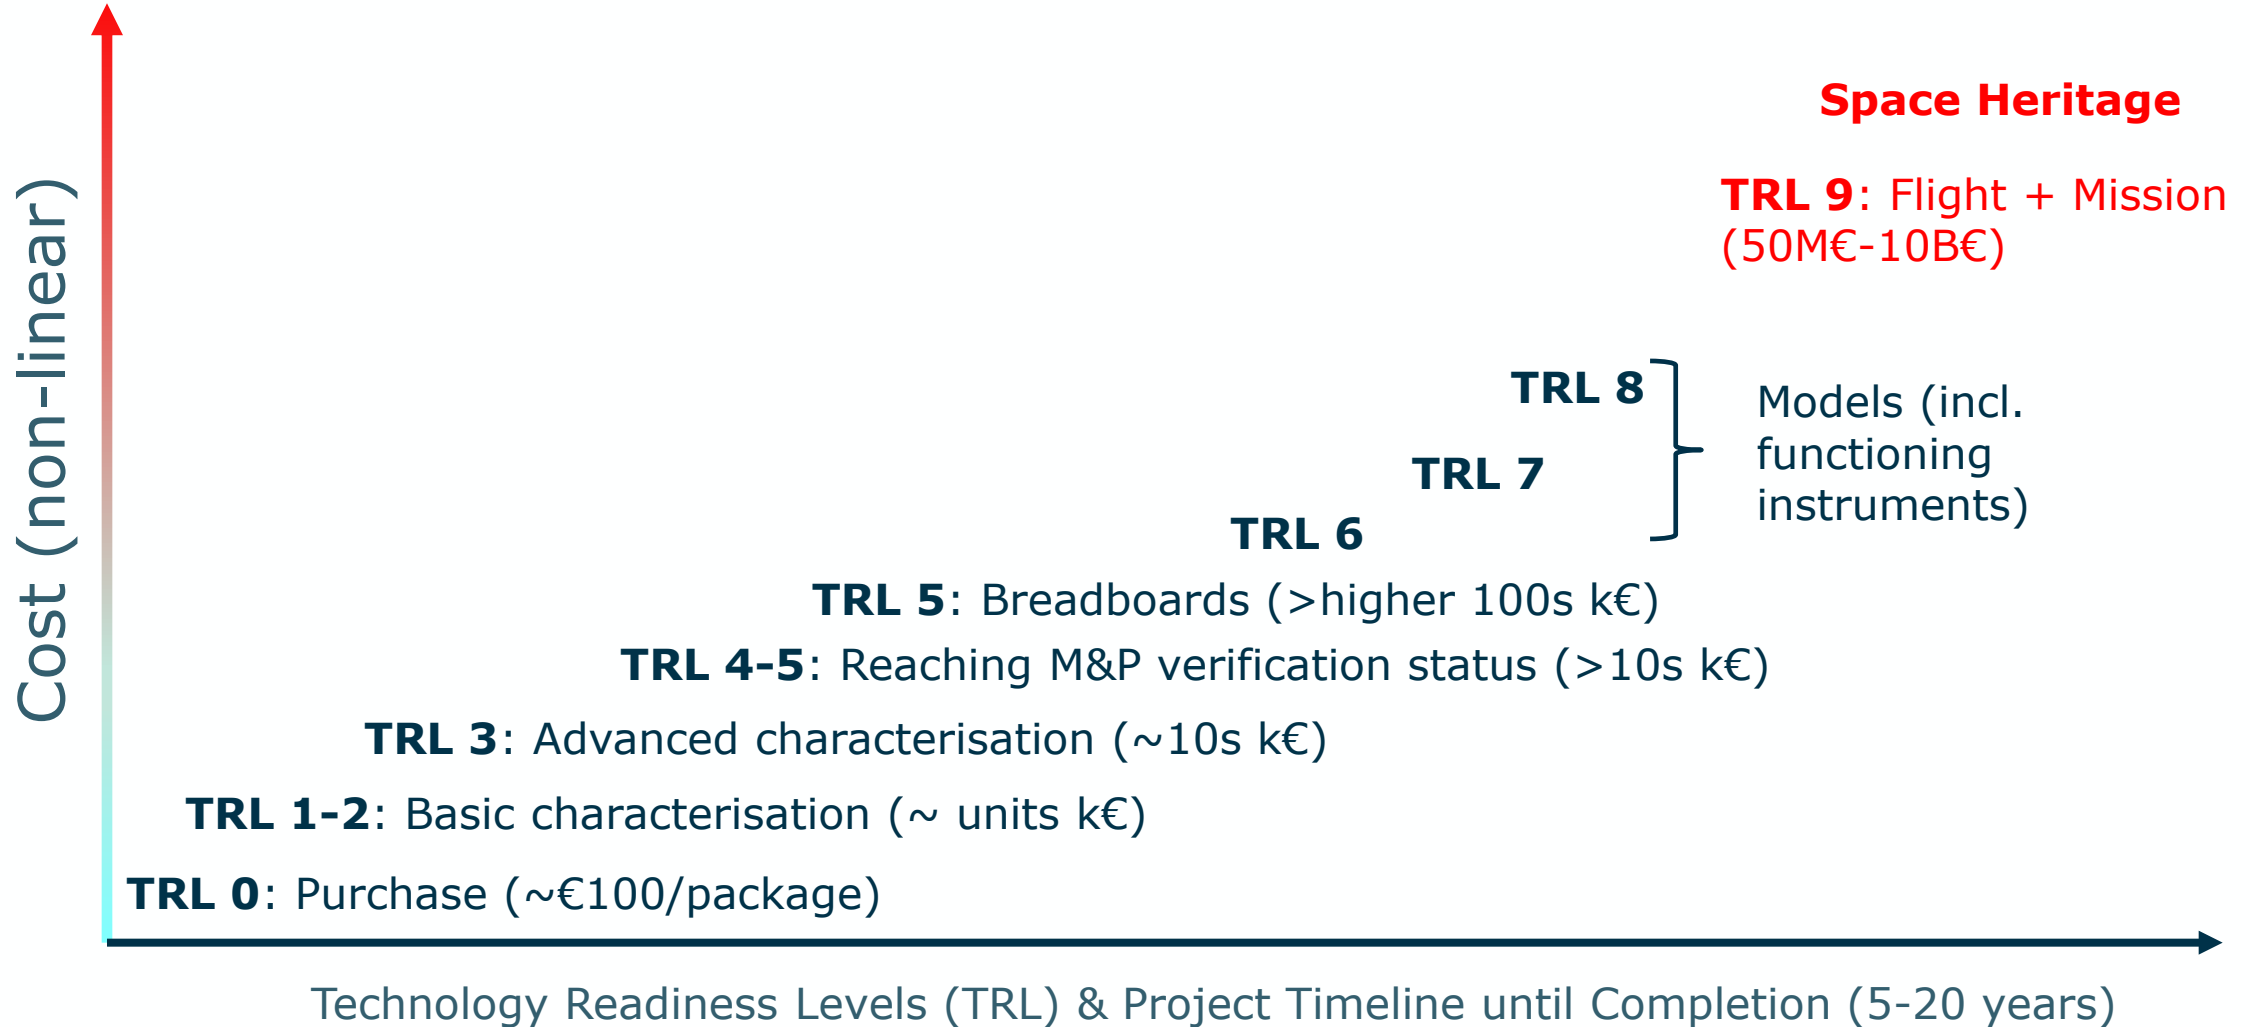 Space Heritage
TRL 9: Flight + Mission
(50M€-10B€)
TRL 8
Models (incl.
functioning
instruments)
TRL 7
TRL 6
TRL 5: Breadboards (>higher 100s k€)
TRL 4-5: Reaching M&P verification status (>10s k€)
TRL 3: Advanced characterisation (~10s k€)
TRL 1-2: Basic characterisation (~ units k€)
TRL 0: Purchase (~€100/package)
Cost (non-linear)
Technology Readiness Levels (TRL) & Project Timeline until Completion (5-20 years)